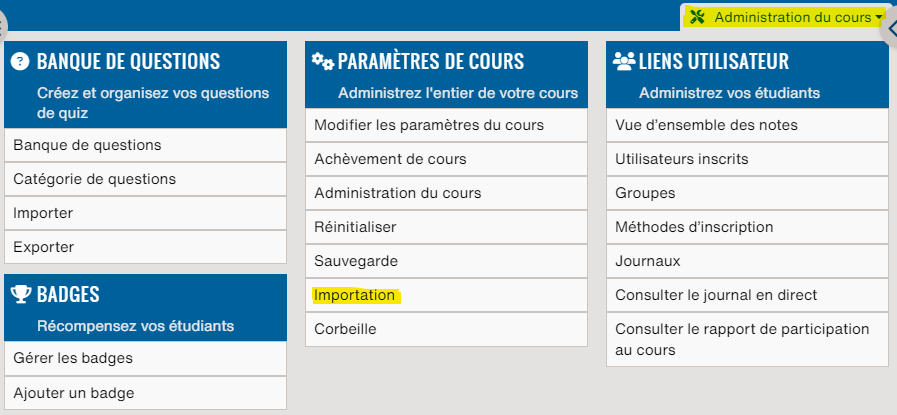 Administration du cours
BANQUE DE QUESTIONS
Créez et organisez vos questions
de quiz
Banque de questions
Catégorie de questions
Importer
Exporter
BADGES
Récompensez vos étudiants
Gérer les badges
Ajouter un badge
PARAMÈTRES DE COURS
Administrez l'entier de votre cours
Modifier les paramètres du cours
Achèvement de cours
Administration du cours
Réinitialiser
Sauvegarde
Importation
Corbeille
LIENS UTILISATEUR
Administrez vos étudiants
Vue d’ensemble des notes
Utilisateurs inscrits
Groupes
Méthodes d’inscription
Journaux
Consulter le journal en direct
Consulter le rapport de participation
au cours